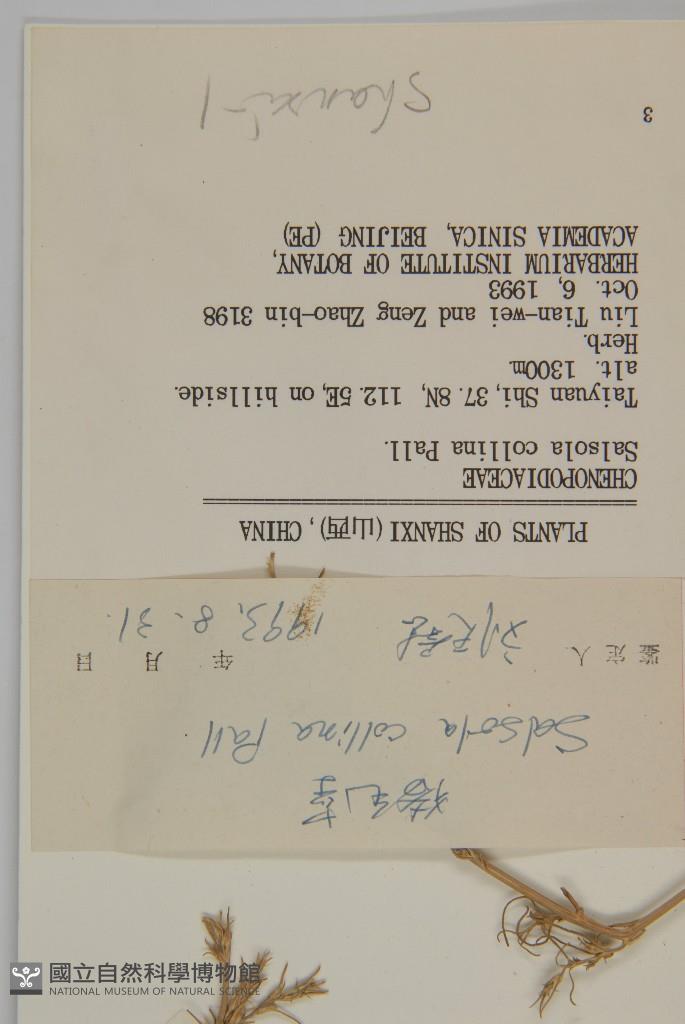 PLANTS OF SHANXI (山西), CHINA
CHENOPODIACEAE
Salsola collina Pall.
Taiyuan Shi, 37.8N, 112.5E, on hillside.
alt. 1300m.
Herb.
Liu Tian-wei and Zeng Zhao-bin 3198
Oct. 6, 1993
HERBARIUM INSTITUTE OF BOTANY,
ACADEMIA SINICA, BEIJING (PE)
3
Shanxi-1
猪毛草
Salsola collina Pall
鉴定人 年 月 日
1993. 8. 31.
國立自然科學博物館
NATIONAL MUSEUM OF NATURAL SCIENCE